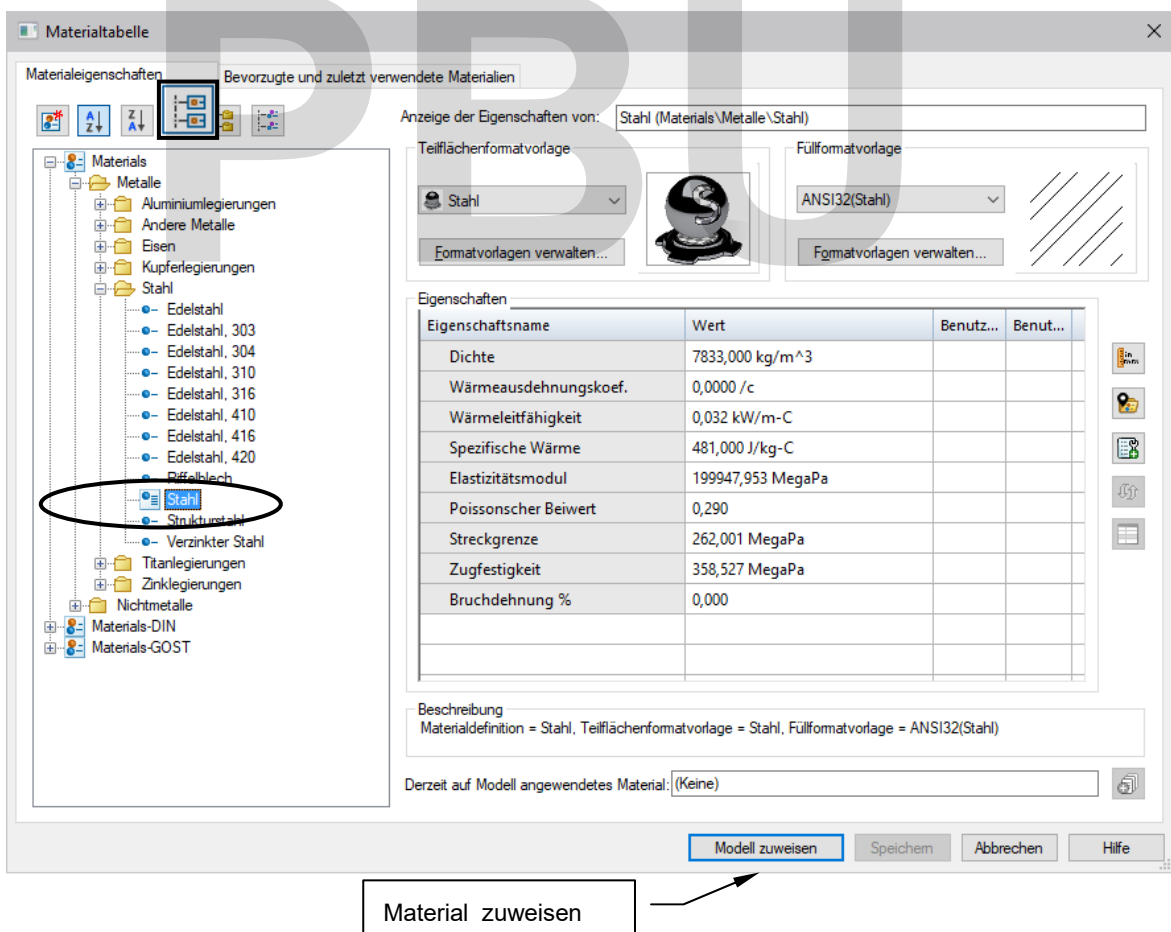 PBU
Materialtabelle
Materialeigenschaften
Bevorzugte und zuletzt verwendete Materialien
A Z
Z A
Anzeige der Eigenschaften von: Stahl (Materials\Metalle\Stahl)
Materials
Metalle
Aluminiumlegierungen
Andere Metalle
Eisen
Kupferlegierungen
Stahl
Edelstahl
Edelstahl, 303
Edelstahl, 304
Edelstahl, 310
Edelstahl, 316
Edelstahl, 410
Edelstahl, 416
Edelstahl, 420
Riffelblech
Stahl
Strukturstahl
Verzinkter Stahl
Titanlegierungen
Zinklegierungen
Nichtmetalle
Materials-DIN
Materials-GOST
Teilflächenformatvorlage
Stahl
S
Formatvorlagen verwalten...
Füllformatvorlage
ANSI32(Stahl)
Formatvorlagen verwalten...
Eigenschaften
Eigenschaftsname Wert Benutz... Benut...
Dichte 7833,000 kg/m^3
Wärmeausdehnungskoef. 0,0000 /c
Wärmeleitfähigkeit 0,032 kW/m-C
Spezifische Wärme 481,000 J/kg-C
Elastizitätsmodul 199947,953 MegaPa
Poissonscher Beiwert 0,290
Streckgrenze 262,001 MegaPa
Zugfestigkeit 358,527 MegaPa
Bruchdehnung % 0,000
in
mm
Beschreibung
Materialdefinition = Stahl, Teilflächenformatvorlage = Stahl, Füllformatvorlage = ANSI32(Stahl)
Derzeit auf Modell angewendetes Material: (Keine)
Modell zuweisen Speichern Abbrechen Hilfe
Material zuweisen